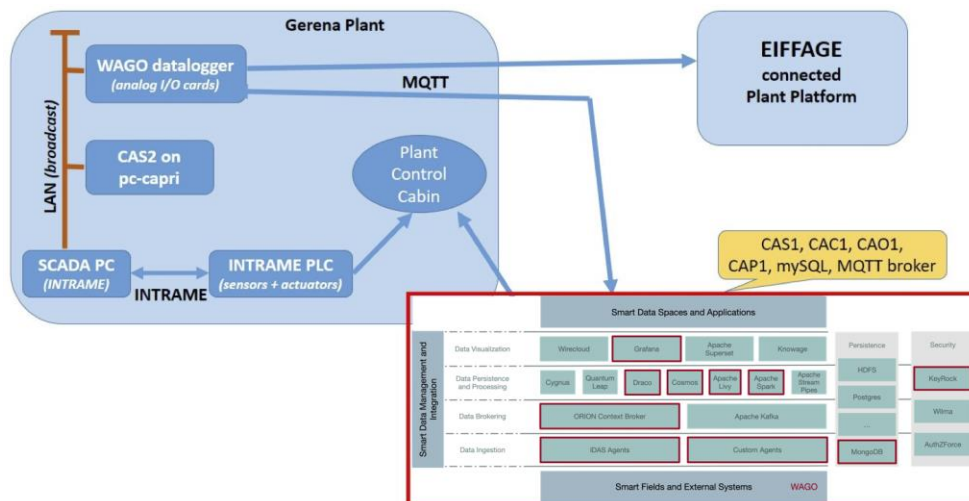 Gerena Plant
WAGO datalogger
(analog I/O cards)
MQTT
EIFFAGE
connected
Plant Platform
LAN (broadcast)
CAS2 on
pc-capri
Plant
Control
Cabin
SCADA PC
(INTRAME)
INTRAME
INTRAME PLC
(sensors + actuators)
CAS1, CAC1, CAO1,
CAP1, mySQL, MQTT broker
Smart Data Spaces and Applications
Smart Data Management and
Integration
Data Visualization
Wirecloud
Grafana
Apache
Superset
Knowage
Data Persistence
and Processing
Cygnus
Quantum
Leap
Draco
Cosmos
Apache
Livy
Apache
Spark
Apache
Stream
Pipes
Data Brokering
ORION Context Broker
Apache Kafka
Data Ingestion
IDAS Agents
Custom Agents
Persistence
HDFS
Postgres
...
MongoDB
Security
KeyRock
Wilma
AuthZForce
Smart Fields and External Systems
WAGO